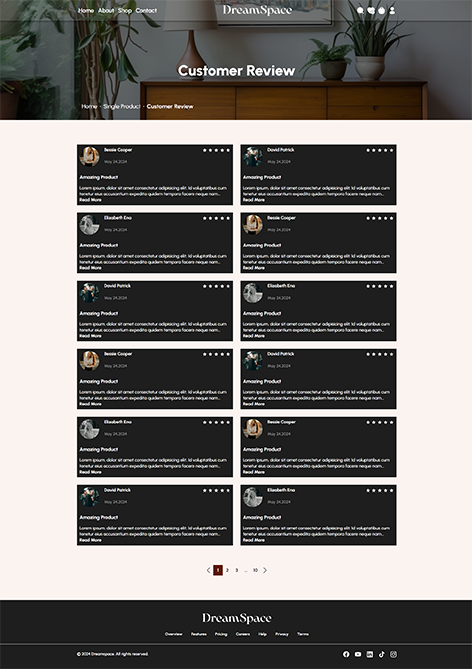 Home About Shop Contact
DreamSpace
Customer Review
Home › Single Product › Customer Review
Bessie Cooper
May 24,2024
Amazing Product
Lorem ipsum, dolor sit amet consectetur adipisicing elit. Id voluptatibus cum
tenetur eius accusantium expedita quidem tempora facere neque nam...
Read More
David Patrick
May 24,2024
Amazing Product
Lorem ipsum, dolor sit amet consectetur adipisicing elit. Id voluptatibus cum
tenetur eius accusantium expedita quidem tempora facere neque nam...
Read More
Elizabeth Ena
May 24,2024
Amazing Product
Lorem ipsum, dolor sit amet consectetur adipisicing elit. Id voluptatibus cum
tenetur eius accusantium expedita quidem tempora facere neque nam...
Read More
Bessie Cooper
May 24,2024
Amazing Product
Lorem ipsum, dolor sit amet consectetur adipisicing elit. Id voluptatibus cum
tenetur eius accusantium expedita quidem tempora facere neque nam...
Read More
David Patrick
May 24,2024
Amazing Product
Lorem ipsum, dolor sit amet consectetur adipisicing elit. Id voluptatibus cum
tenetur eius accusantium expedita quidem tempora facere neque nam...
Read More
Elizabeth Ena
May 24,2024
Amazing Product
Lorem ipsum, dolor sit amet consectetur adipisicing elit. Id voluptatibus cum
tenetur eius accusantium expedita quidem tempora facere neque nam...
Read More
Bessie Cooper
May 24,2024
Amazing Product
Lorem ipsum, dolor sit amet consectetur adipisicing elit. Id voluptatibus cum
tenetur eius accusantium expedita quidem tempora facere neque nam...
Read More
David Patrick
May 24,2024
Amazing Product
Lorem ipsum, dolor sit amet consectetur adipisicing elit. Id voluptatibus cum
tenetur eius accusantium expedita quidem tempora facere neque nam...
Read More
Elizabeth Ena
May 24,2024
Amazing Product
Lorem ipsum, dolor sit amet consectetur adipisicing elit. Id voluptatibus cum
tenetur eius accusantium expedita quidem tempora facere neque nam...
Read More
Bessie Cooper
May 24,2024
Amazing Product
Lorem ipsum, dolor sit amet consectetur adipisicing elit. Id voluptatibus cum
tenetur eius accusantium expedita quidem tempora facere neque nam...
Read More
David Patrick
May 24,2024
Amazing Product
Lorem ipsum, dolor sit amet consectetur adipisicing elit. Id voluptatibus cum
tenetur eius accusantium expedita quidem tempora facere neque nam...
Read More
Elizabeth Ena
May 24,2024
Amazing Product
Lorem ipsum, dolor sit amet consectetur adipisicing elit. Id voluptatibus cum
tenetur eius accusantium expedita quidem tempora facere neque nam...
Read More
1 2 3 ... 10
DreamSpace
Overview Features Pricing Careers Help Privacy Terms
© 2024 Dreamspace. All rights reserved.